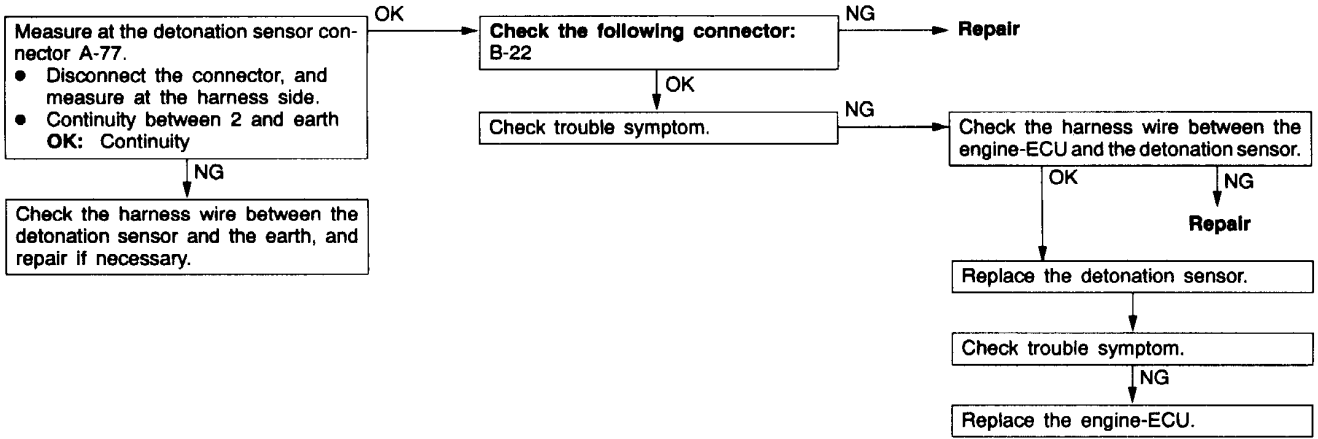 Measure at the detonation sensor con-
nector A-77.
● Disconnect the connector, and
measure at the harness side.
● Continuity between 2 and earth
OK: Continuity
OK
Check the following connector:
B-22
NG
Repair
OK
Check trouble symptom.
NG
Check the harness wire between the
engine-ECU and the detonation sensor.
NG
Check the harness wire between the
detonation sensor and the earth, and
repair if necessary.
OK
NG
Repair
Replace the detonation sensor.
Check trouble symptom.
NG
Replace the engine-ECU.